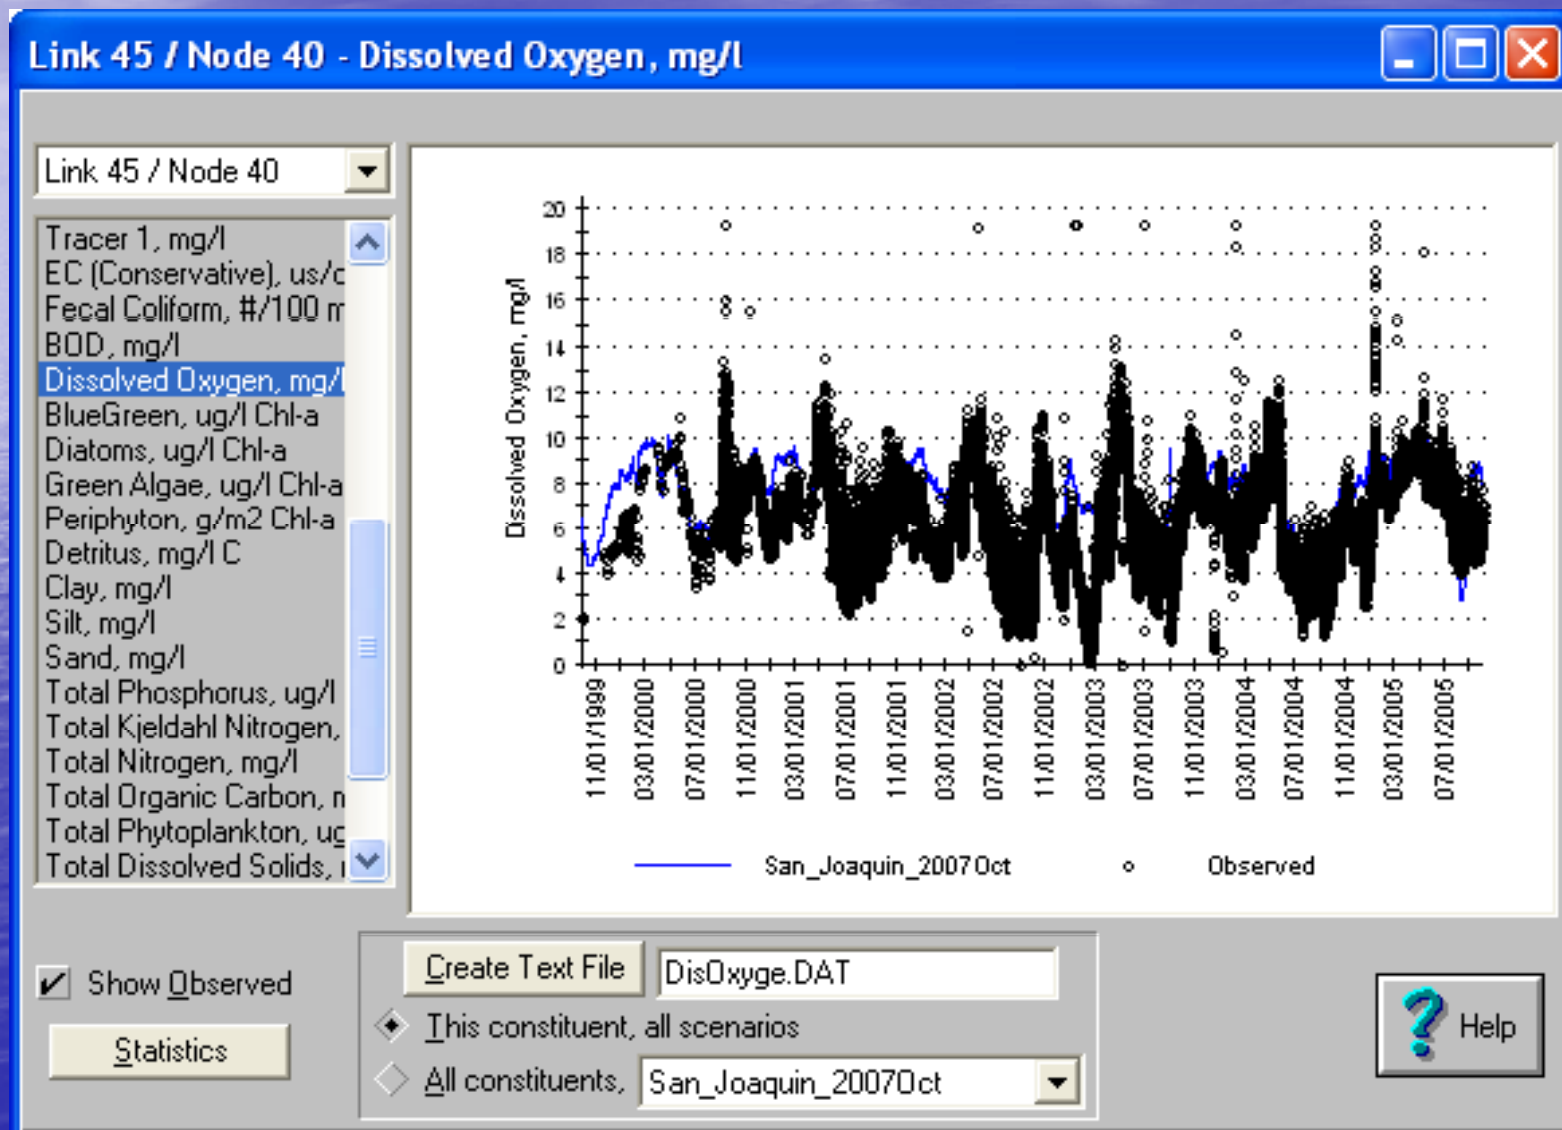 Link 45 / Node 40 - Dissolved Oxygen, mg/l
Link 45 / Node 40
Tracer 1, mg/l
EC (Conservative), us/c
Fecal Coliform, #/100 m
BOD, mg/l
Dissolved Oxygen, mg/l
BlueGreen, ug/l Chl-a
Diatoms, ug/l Chl-a
Green Algae, ug/l Chl-a
Periphyton, g/m2 Chl-a
Detritus, mg/l C
Clay, mg/l
Silt, mg/l
Sand, mg/l
Total Phosphorus, ug/l
Total Kjeldahl Nitrogen,
Total Nitrogen, mg/l
Total Organic Carbon, m
Total Phytoplankton, ug
Total Dissolved Solids,
Dissolved Oxygen, mg/l
20
18
16
14
12
10
8
6
4
2
0
11/01/1999
03/01/2000
07/01/2000
11/01/2000
03/01/2001
07/01/2001
11/01/2001
03/01/2002
07/01/2002
11/01/2002
03/01/2003
07/01/2003
11/01/2003
03/01/2004
07/01/2004
11/01/2004
03/01/2005
07/01/2005
San_Joaquin_2007Oct
Observed
Show Observed
Statistics
Create Text File
DisOxyge.DAT
This constituent, all scenarios
All constituents,
San_Joaquin_2007Oct
Help